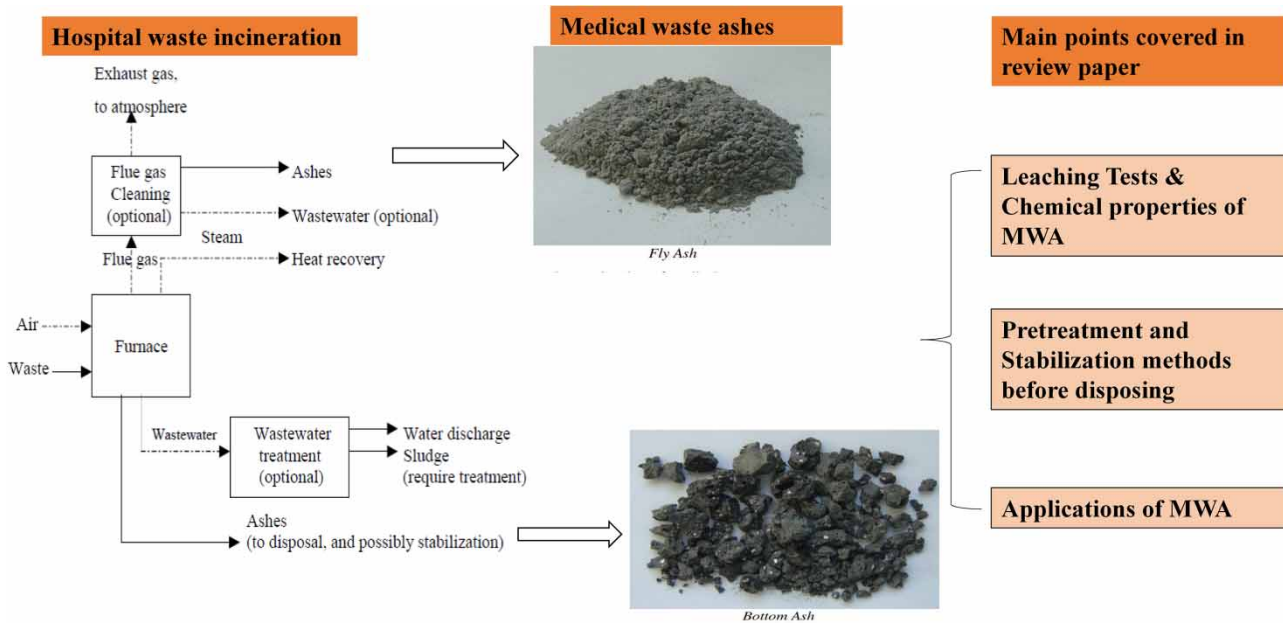 Hospital waste incineration
Exhaust gas,
to atmosphere
Flue gas
Cleaning
(optional)
Ashes
Wastewater (optional)
Steam
Flue gas
Heat recovery
Air
Waste
Furnace
Wastewater
Wastewater
treatment
(optional)
Water discharge
Sludge
(require treatment)
Ashes
(to disposal, and possibly stabilization)
Medical waste ashes
Fly Ash
Bottom Ash
Main points covered in
review paper
Leaching Tests &
Chemical properties of
MWA
Pretreatment and
Stabilization methods
before disposing
Applications of MWA